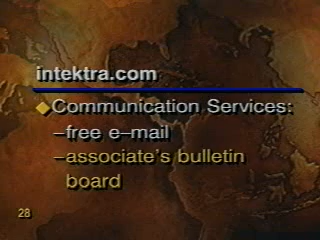 intektra.com
Communication Services:
–free e–mail
–associate's bulletin
board
28